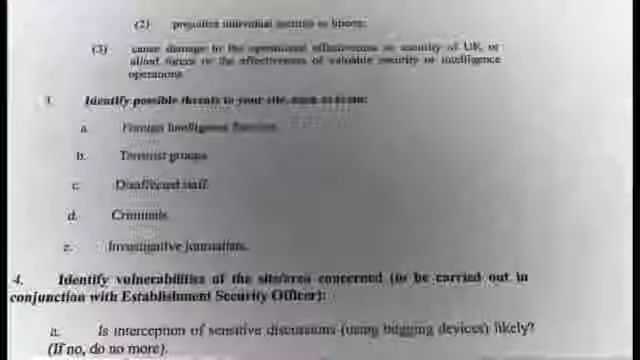 (2) prejudice individual security or liberty;
(3) cause damage to the operational effectiveness or security of UK or
allied forces or the effectiveness of valuable security or intelligence
operations
3. Identify possible threats to your site, such as from:
a. Foreign Intelligence Services
b. Terrorist groups
c. Disaffected staff
d. Criminals
e. Investigative journalists.
4. Identify vulnerabilities of the site/area concerned (to be carried out in
conjunction with Establishment Security Officer):
a. Is interception of sensitive discussions (using bugging devices) likely?
(If no, do no more).